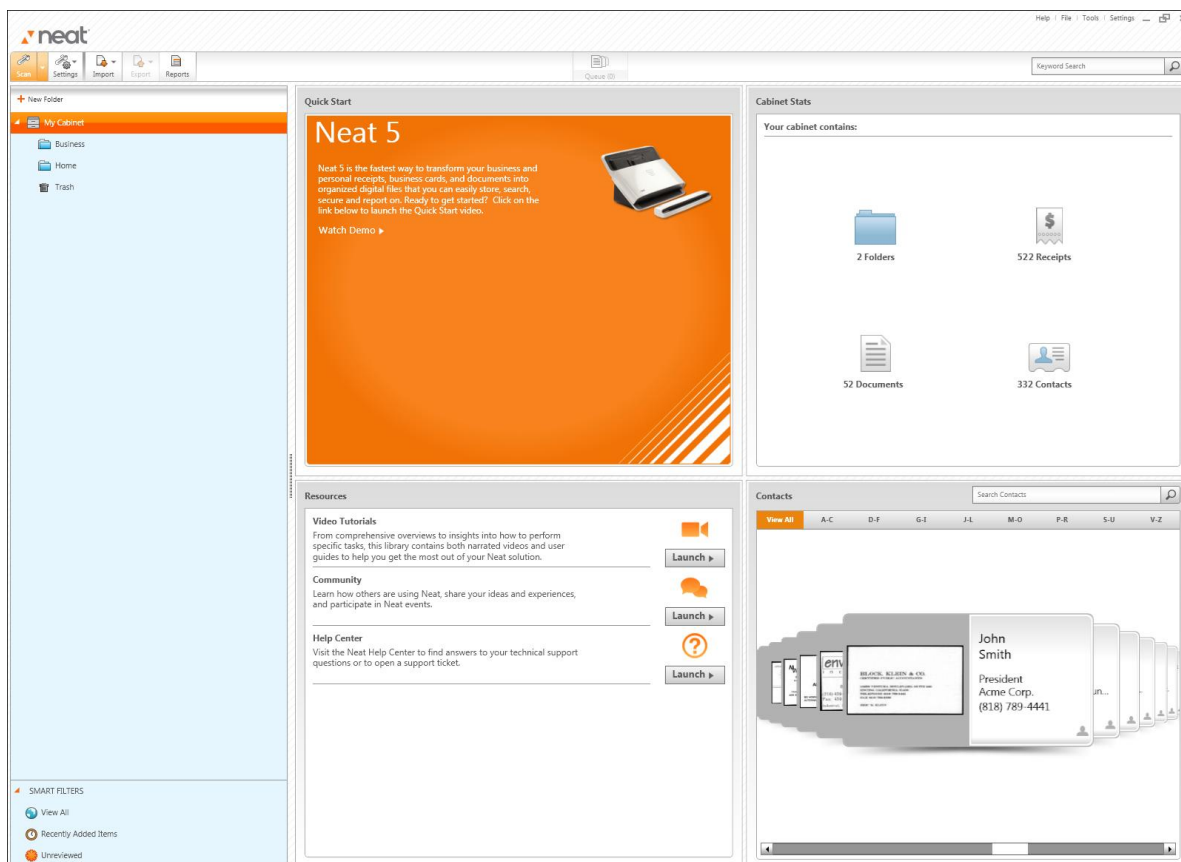 Help | File | Tools | Settings
neat
Scan Settings Import Export Reports
Queue (0)
Keyword Search
New Folder
My Cabinet
Business
Home
Trash
Quick Start
Neat 5
Neat 5 is the fastest way to transform your business and
personal receipts, business cards, and documents into
organized digital files that you can easily store, search,
secure and report on. Ready to get started? Click on the
link below to launch the Quick Start video.
Watch Demo
Cabinet Stats
Your cabinet contains:
2 Folders
522 Receipts
52 Documents
332 Contacts
Resources
Video Tutorials
From comprehensive overviews to insights into how to perform
specific tasks, this library contains both narrated videos and user
guides to help you get the most out of your Neat solution.
Launch
Community
Learn how others are using Neat, share your ideas and experiences,
and participate in Neat events.
Launch
Help Center
Visit the Neat Help Center to find answers to your technical support
questions or to open a support ticket.
Launch
Contacts
Search Contacts
View All A-C D-F G-I J-L M-O P-R S-U V-Z
env
BLOCK, KLEIN & CO.
John
Smith
President
Acme Corp.
(818) 789-4441
un...
SMART FILTERS
View All
Recently Added Items
Unreviewed